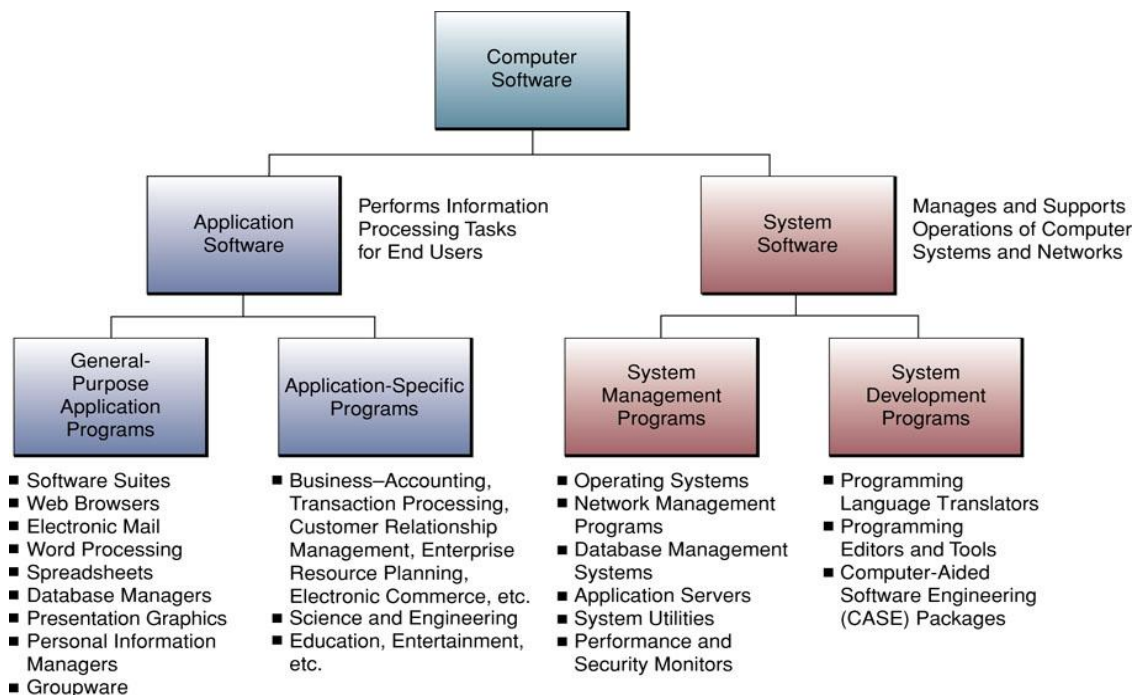 Computer
Software
Application
Software
Performs Information
Processing Tasks
for End Users
System
Software
Manages and Supports
Operations of Computer
Systems and Networks
General-
Purpose
Application
Programs
Application-Specific
Programs
System
Management
Programs
System
Development
Programs
■ Software Suites
■ Web Browsers
■ Electronic Mail
■ Word Processing
■ Spreadsheets
■ Database Managers
■ Presentation Graphics
■ Personal Information
Managers
■ Groupware
■ Business–Accounting,
Transaction Processing,
Customer Relationship
Management, Enterprise
Resource Planning,
Electronic Commerce, etc.
■ Science and Engineering
■ Education, Entertainment,
etc.
■ Operating Systems
■ Network Management
Programs
■ Database Management
Systems
■ Application Servers
■ System Utilities
■ Performance and
Security Monitors
■ Programming
Language Translators
■ Programming
Editors and Tools
■ Computer-Aided
Software Engineering
(CASE) Packages